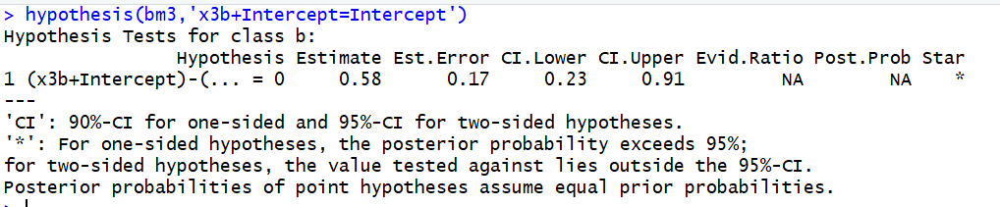 > hypothesis(bm3,'x3b+Intercept=Intercept')
Hypothesis Tests for class b:
                Hypothesis Estimate Est.Error CI.Lower CI.Upper Evid.Ratio Post.Prob Star
1 (x3b+Intercept)-(... = 0     0.58      0.17     0.23     0.91         NA        NA    *
---
'CI': 90%-CI for one-sided and 95%-CI for two-sided hypotheses.
'*': For one-sided hypotheses, the posterior probability exceeds 95%;
for two-sided hypotheses, the value tested against lies outside the 95%-CI.
Posterior probabilities of point hypotheses assume equal prior probabilities.
>